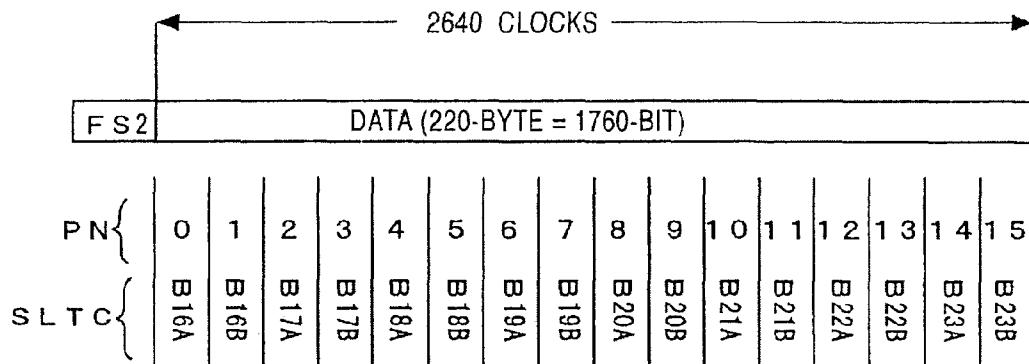 2640 CLOCKS
FS2 DATA (220-BYTE = 1760-BIT)
PN{ 0 1 2 3 4 5 6 7 8 9 10 11 12 13 14 15
SLTC{ B16A B16B B17A B17B B18A B18B B19A B19B B20A B20B B21A B21B B22A B22B B23A B23B